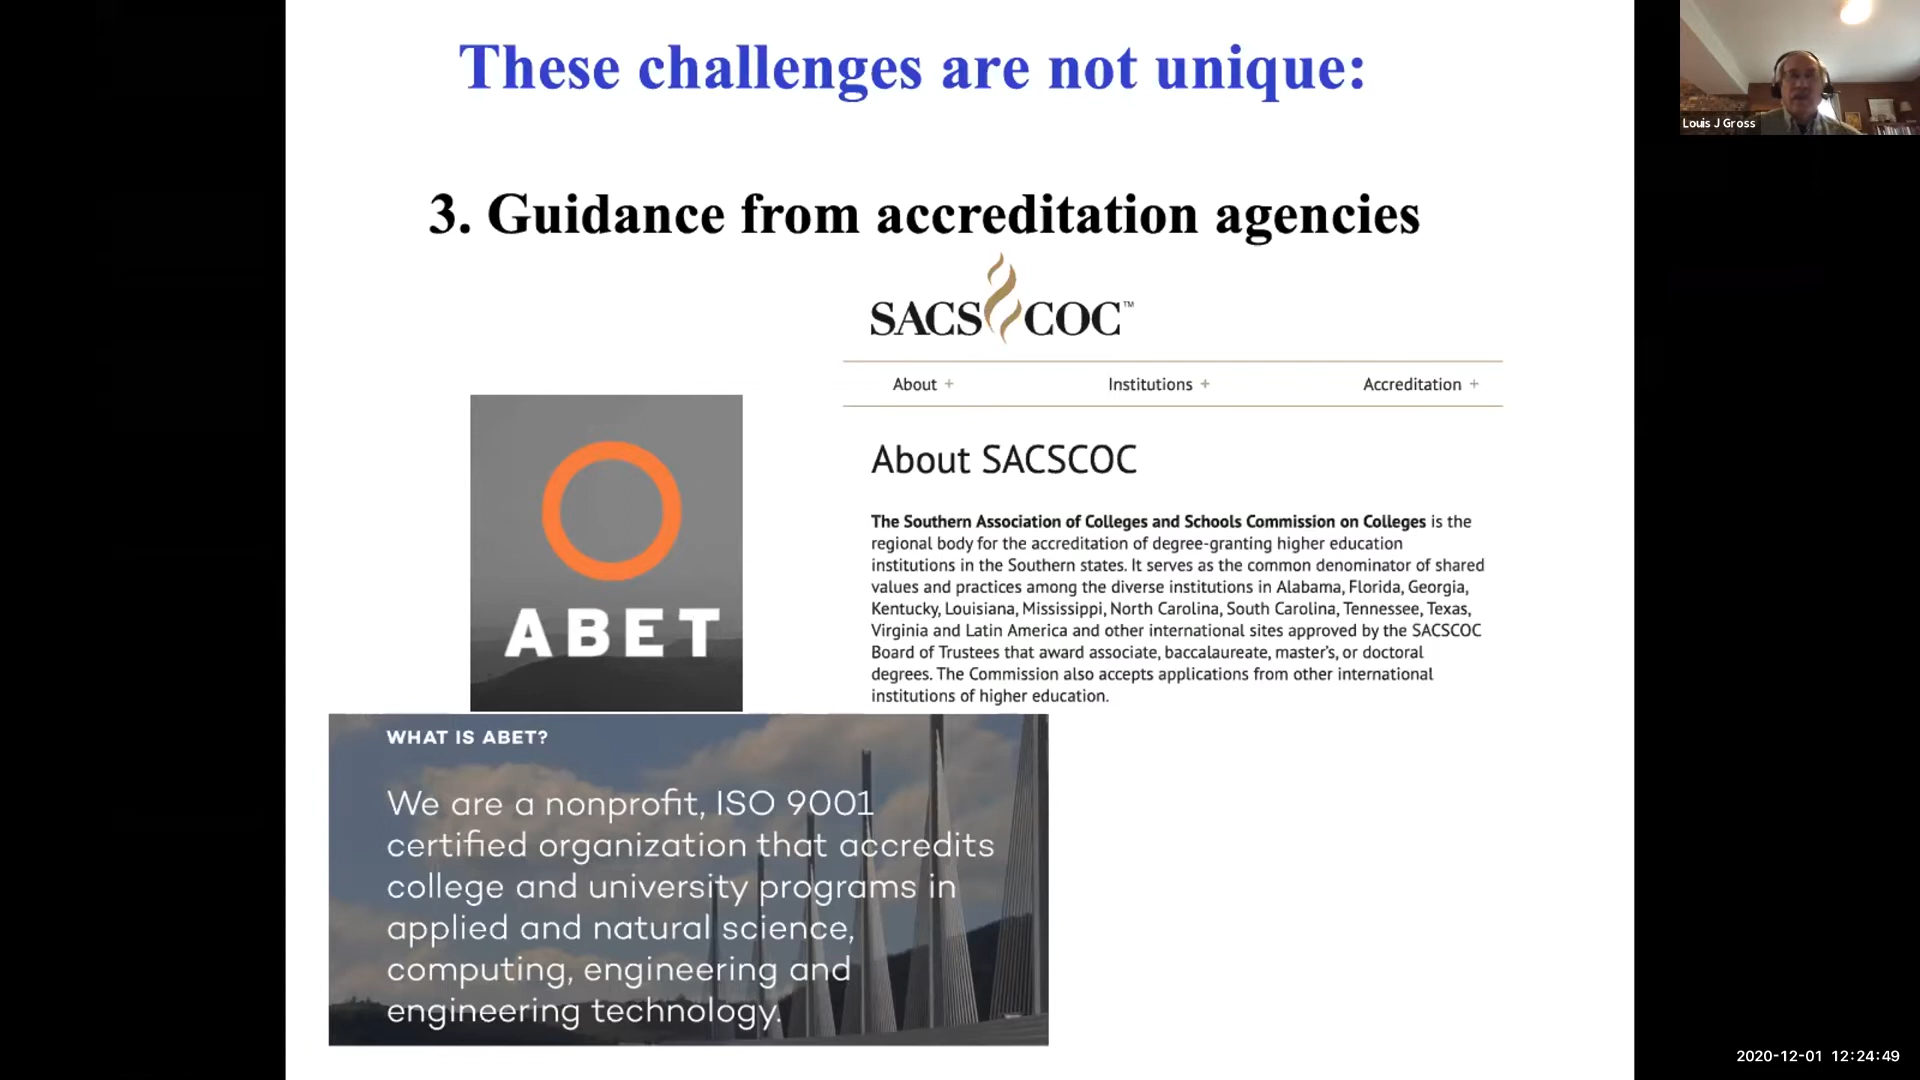 These challenges are not unique:
Louis J Gross
3. Guidance from accreditation agencies
SACS COC™
About +
Institutions +
Accreditation +
About SACSCOC
The Southern Association of Colleges and Schools Commission on Colleges is the
regional body for the accreditation of degree-granting higher education
institutions in the Southern states. It serves as the common denominator of shared
values and practices among the diverse institutions in Alabama, Florida, Georgia,
Kentucky, Louisiana, Mississippi, North Carolina, South Carolina, Tennessee, Texas,
Virginia and Latin America and other international sites approved by the SACSCOC
Board of Trustees that award associate, baccalaureate, master's, or doctoral
degrees. The Commission also accepts applications from other international
institutions of higher education.
ABET
WHAT IS ABET?
We are a nonprofit, ISO 9001
certified organization that accredits
college and university programs in
applied and natural science,
computing, engineering and
engineering technology.
2020-12-01 12:24:49